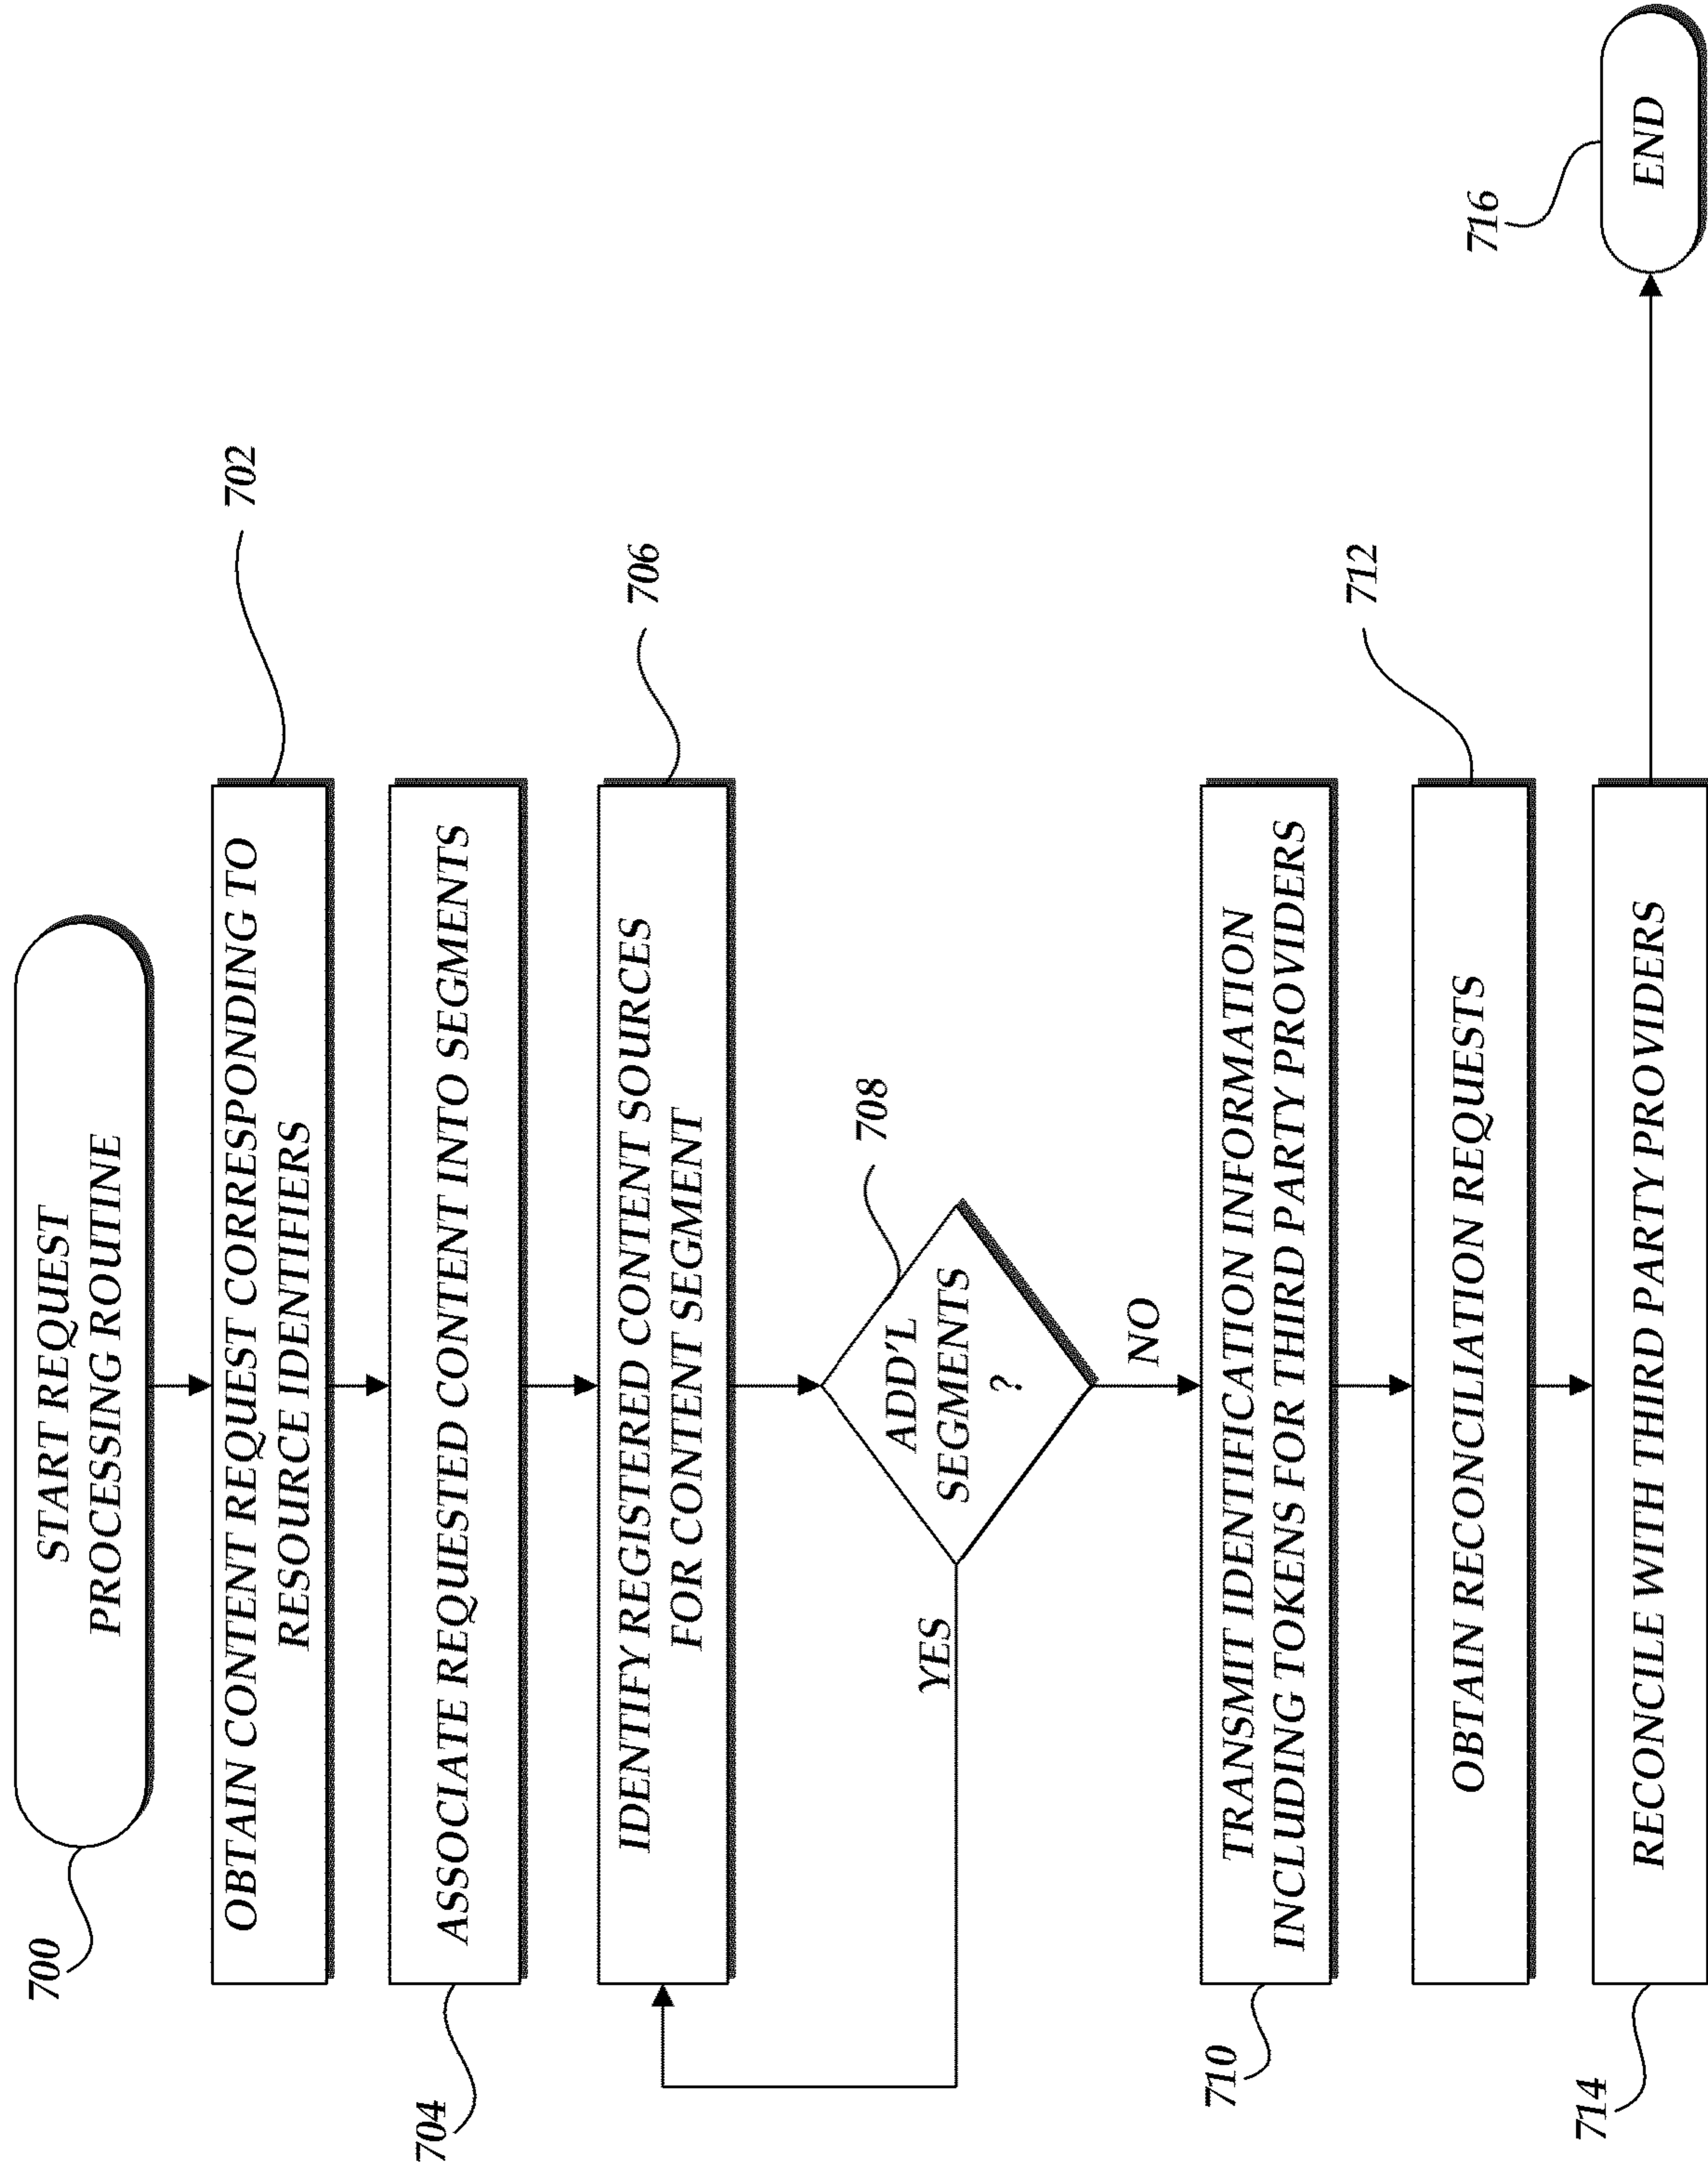 700
START REQUEST
PROCESSING ROUTINE
OBTAIN CONTENT REQUEST CORRESPONDING TO
RESOURCE IDENTIFIERS
702
704
ASSOCIATE REQUESTED CONTENT INTO SEGMENTS
IDENTIFY REGISTERED CONTENT SOURCES
FOR CONTENT SEGMENT
706
708
ADD'L
SEGMENTS
?
YES
NO
710
TRANSMIT IDENTIFICATION INFORMATION
INCLUDING TOKENS FOR THIRD PARTY PROVIDERS
OBTAIN RECONCILIATION REQUESTS
712
714
RECONCILE WITH THIRD PARTY PROVIDERS
716
END